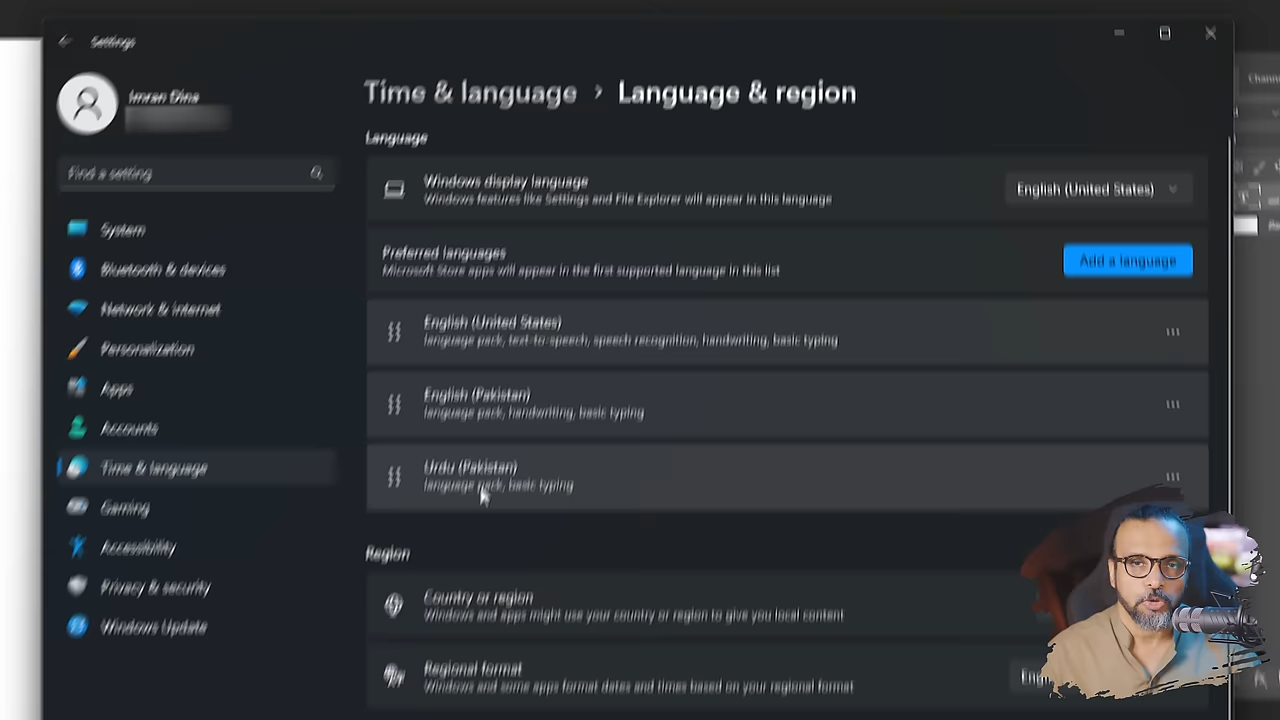 Settings
Imran Dina
Find a setting
System
Bluetooth & devices
Network & internet
Personalization
Apps
Accounts
Time & language
Gaming
Accessibility
Privacy & security
Windows Update
Time & language › Language & region
Language
Windows display language
Windows features like Settings and File Explorer will appear in this language
English (United States)
Preferred languages
Microsoft Store apps will appear in the first supported language in this list
Add a language
English (United States)
language pack, text-to-speech, speech recognition, handwriting, basic typing
English (Pakistan)
language pack, handwriting, basic typing
Urdu (Pakistan)
language pack, basic typing
Region
Country or region
Windows and apps might use your country or region to give you local content
Regional format
Windows and some apps format dates and times based on your regional format
Eng
Chann